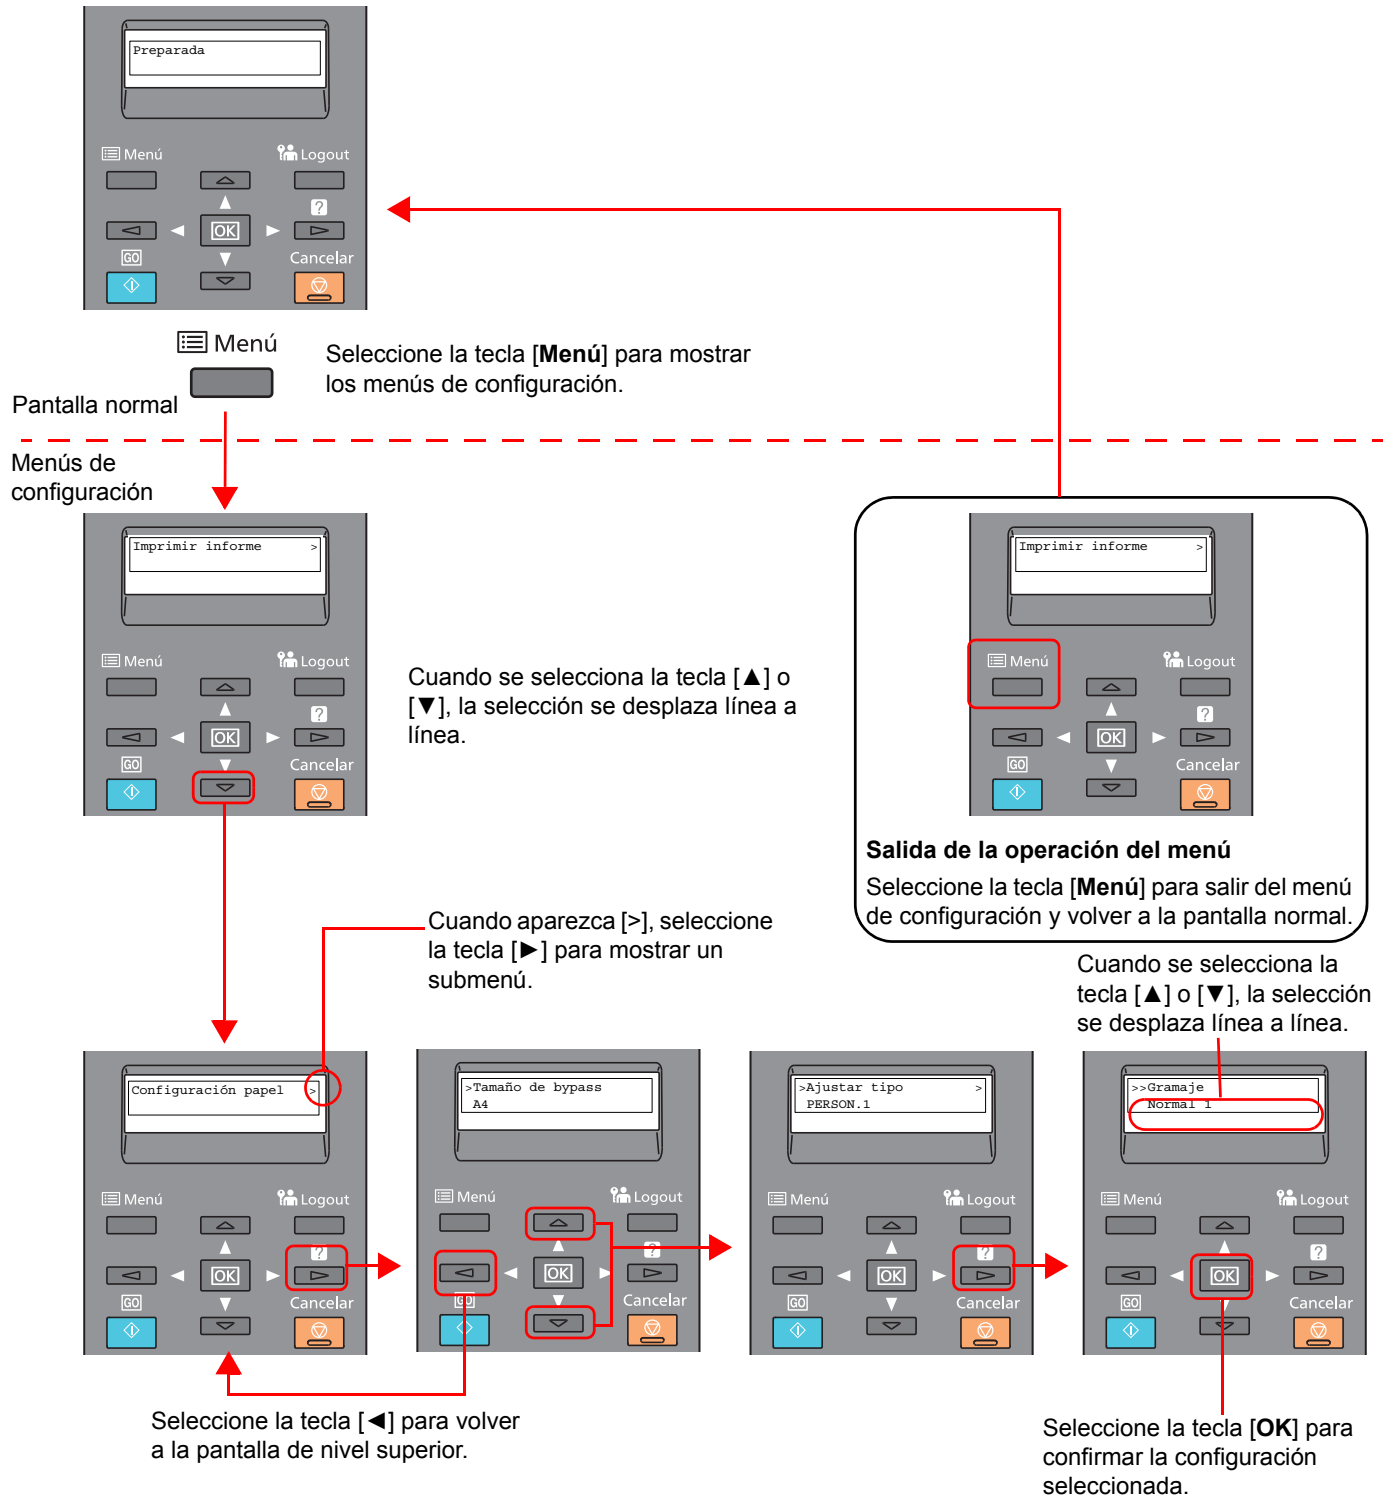 Preparada
Menú
Logout
?
OK
GO
Cancelar
Menú
Seleccione la tecla [Menú] para mostrar
los menús de configuración.
Pantalla normal
Menús de
configuración
Imprimir informe >
Menú
Logout
?
OK
GO
Cancelar
Cuando se selecciona la tecla [▲] o
[▼], la selección se desplaza línea a
línea.
Imprimir informe >
Menú
Logout
?
OK
GO
Cancelar
Salida de la operación del menú
Seleccione la tecla [Menú] para salir del menú
de configuración y volver a la pantalla normal.
Cuando aparezca [>], seleccione
la tecla [►] para mostrar un
submenú.
Cuando se selecciona la
tecla [▲] o [▼], la selección
se desplaza línea a línea.
Configuración papel >
Menú
Logout
?
OK
GO
Cancelar
>Tamaño de bypass
A4
Menú
Logout
?
OK
GO
Cancelar
>Ajustar tipo >
PERSON.1
Menú
Logout
?
OK
GO
Cancelar
>>Gramaje
Normal 1
Menú
Logout
?
OK
GO
Cancelar
Seleccione la tecla [◄] para volver
a la pantalla de nivel superior.
Seleccione la tecla [OK] para
confirmar la configuración
seleccionada.